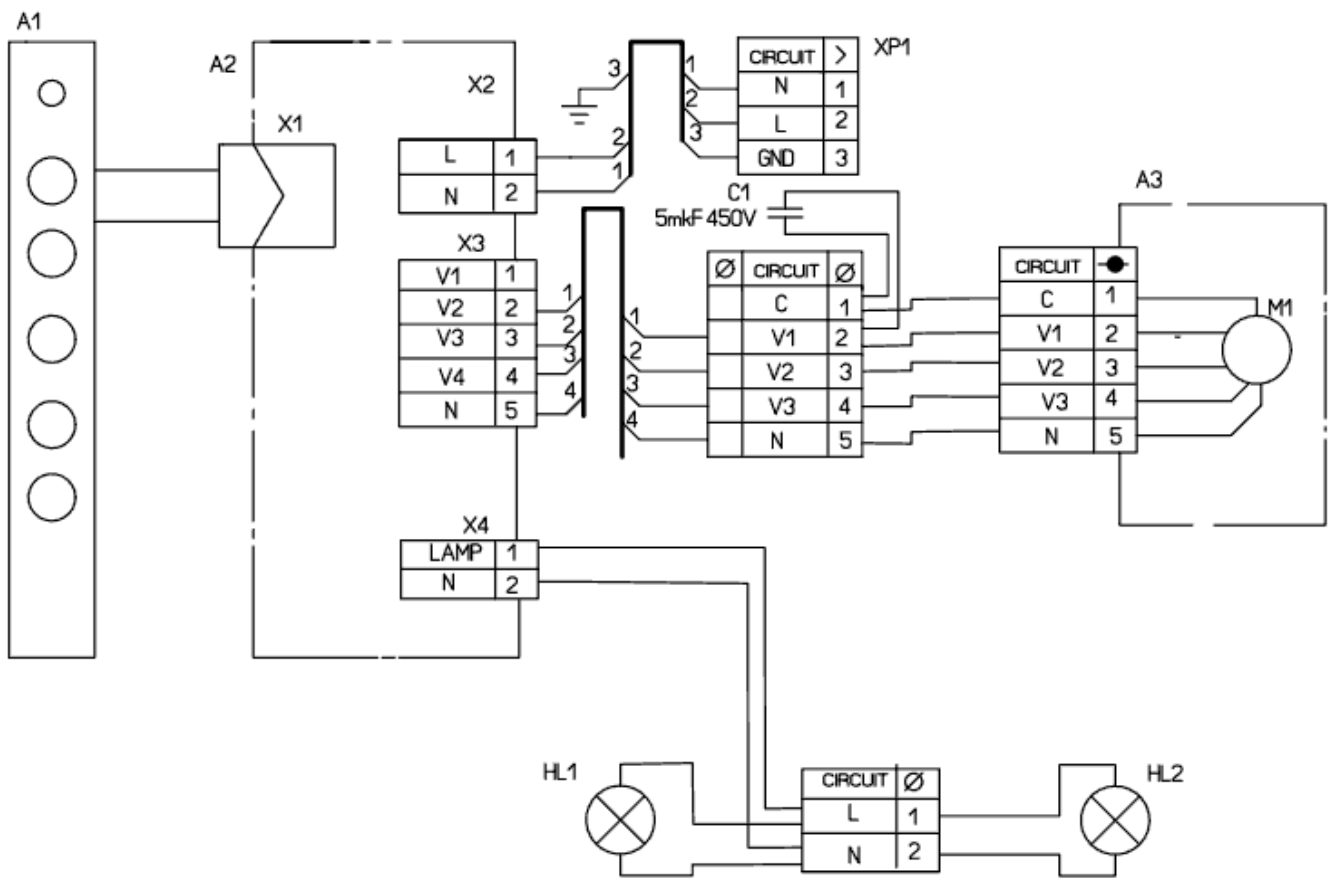 A1
A2
X1
X2
L 1
N 2
3
2
1
1
2
3
CIRCUIT >
N 1
L 2
GND 3
XP1
X3
V1 1
V2 2
V3 3
V4 4
N 5
1
2
3
4
1
2
3
4
C1
5mkF 450V
Ø CIRCUIT Ø
C 1
V1 2
V2 3
V3 4
N 5
A3
CIRCUIT
C 1
V1 2
V2 3
V3 4
N 5
M1
X4
LAMP 1
N 2
HL1
CIRCUIT Ø
L 1
N 2
HL2